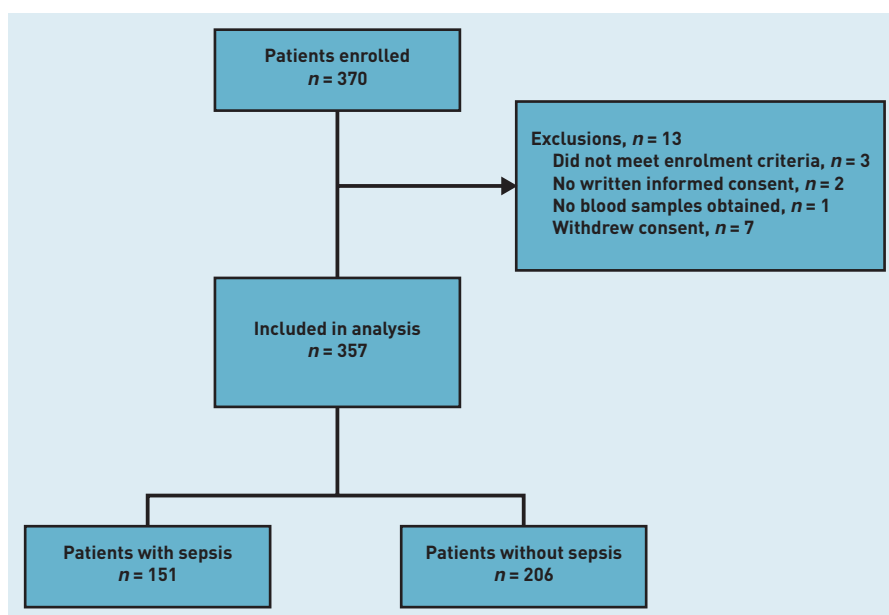 Patients enrolled
n = 370
Exclusions, n = 13
Did not meet enrolment criteria, n = 3
No written informed consent, n = 2
No blood samples obtained, n = 1
Withdrew consent, n = 7
Included in analysis
n = 357
Patients with sepsis
n = 151
Patients without sepsis
n = 206